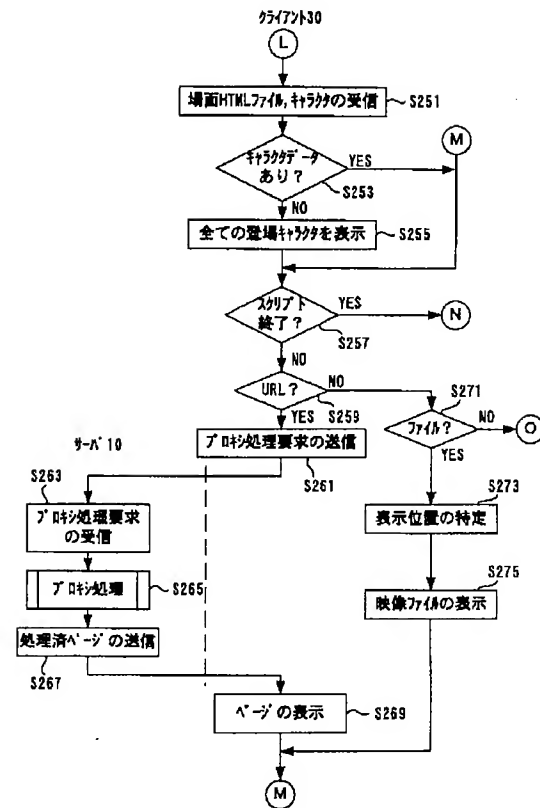 クライアント30
L
場面HTMLファイル,キャラクタの受信
S251
M
キャラクタデータ
あり？
YES
S253
NO
全ての登場キャラクタを表示
S255
スクリプト
終了？
YES
N
S257
NO
URL？
NO
S259
YES
S271
ファイル？
NO
O
YES
サーバ10
プロキシ処理要求の送信
S261
S263
プロキシ処理要求
の受信
S273
表示位置の特定
プロキシ処理
S265
S275
映像ファイルの表示
処理済ページの送信
S267
ページの表示
S269
M